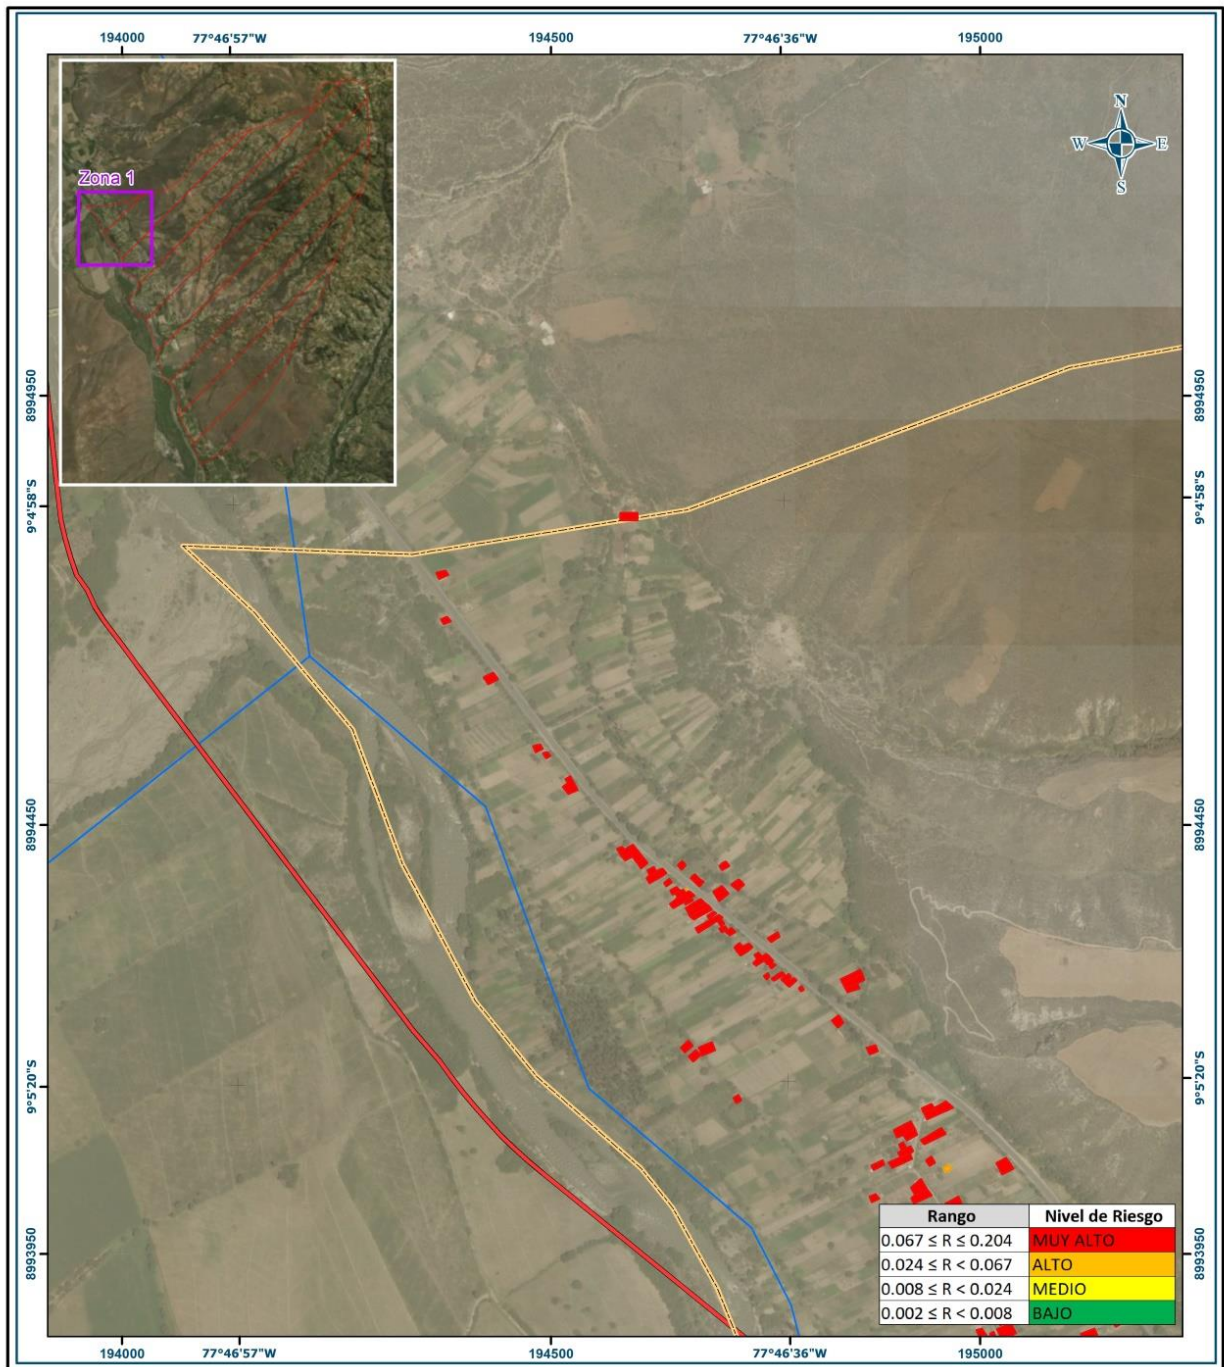 194000 77°46'57"W 194500 77°46'36"W 195000
Zona 1
N
W E
S
8994950 8994950
9°4'58"S 9°4'58"S
8994450 8994450
9°5'20"S 9°5'20"S
8993950 8993950
Rango Nivel de Riesgo
0.067 ≤ R ≤ 0.204 MUY ALTO
0.024 ≤ R < 0.067 ALTO
0.008 ≤ R < 0.024 MEDIO
0.002 ≤ R < 0.008 BAJO
194000 77°46'57"W 194500 77°46'36"W 195000